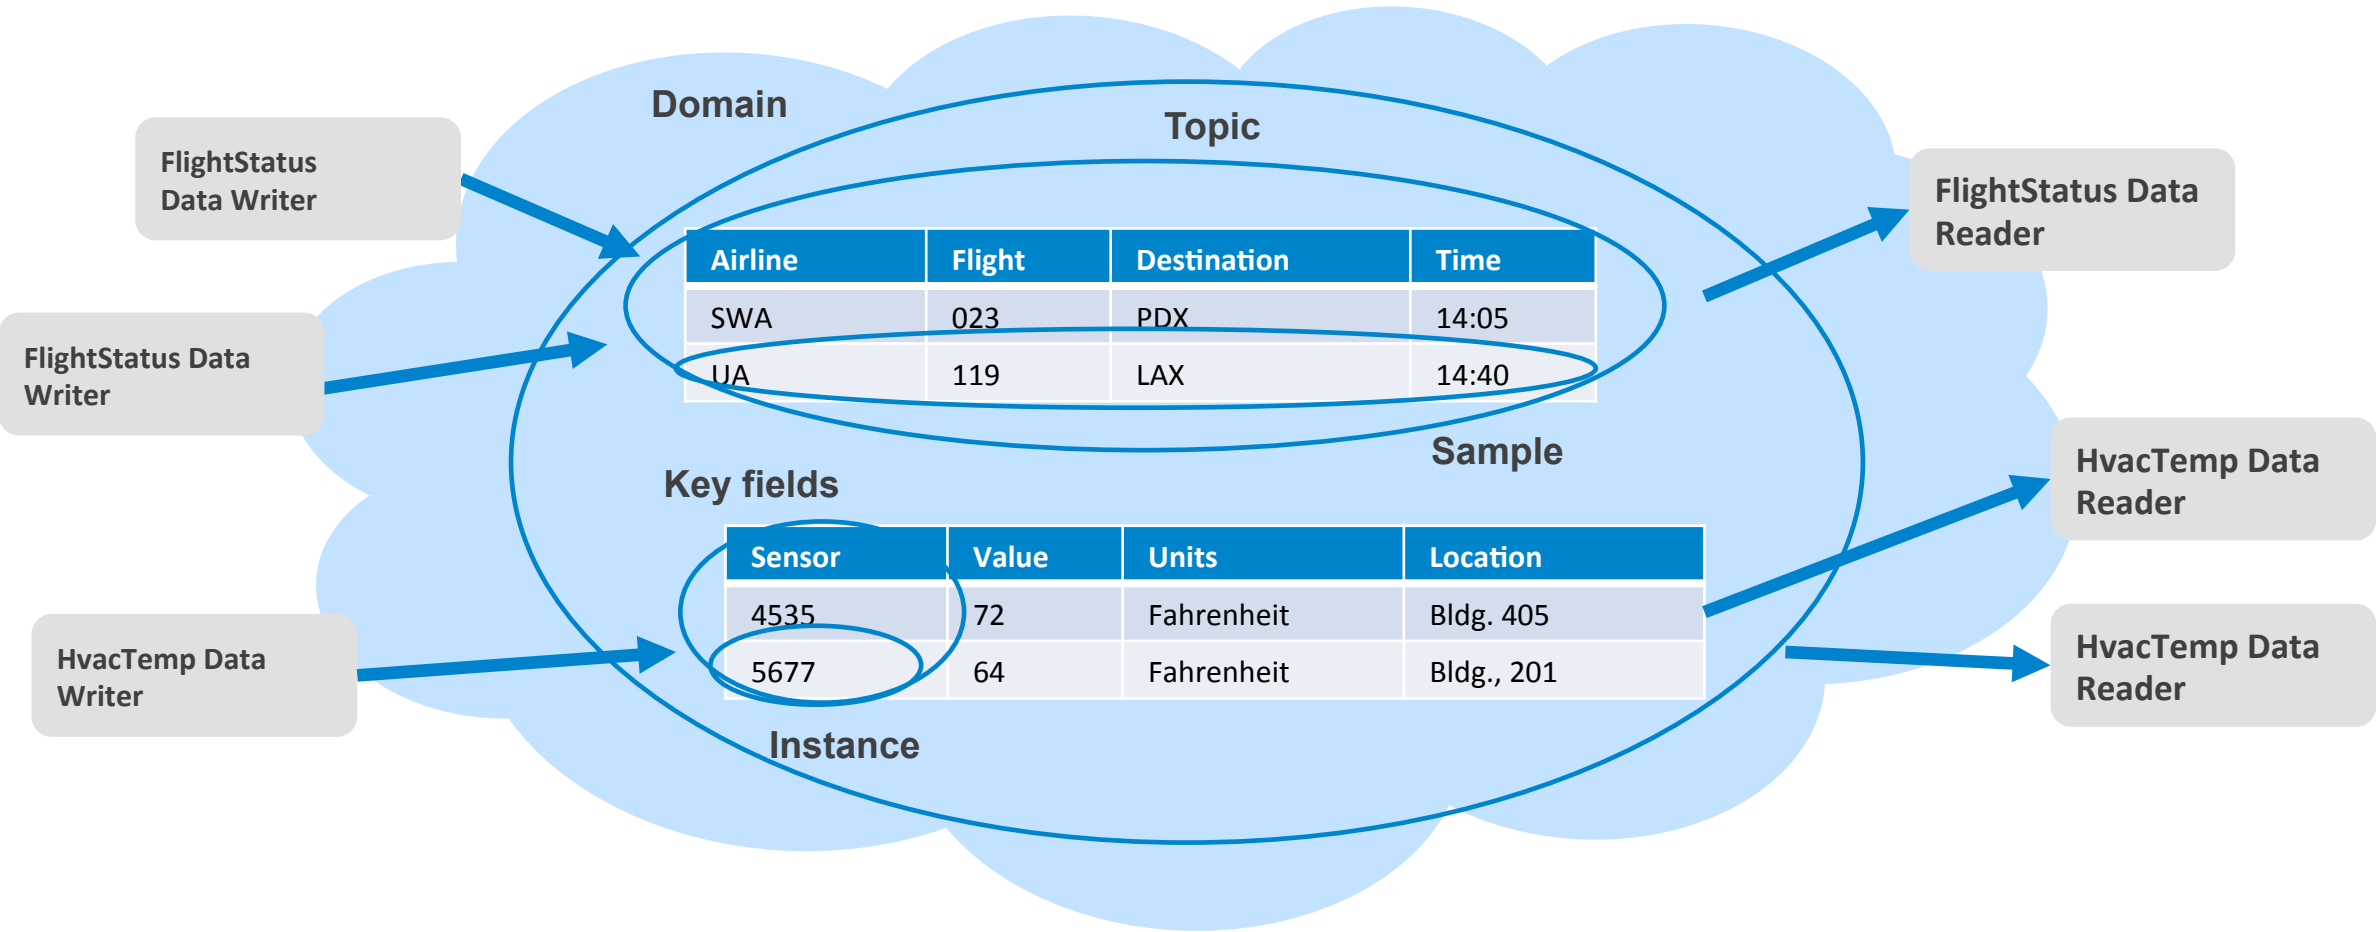 Domain
Topic
FlightStatus
Data Writer
FlightStatus Data
Reader
Airline Flight Destination Time
SWA 023 PDX 14:05
UA 119 LAX 14:40
FlightStatus Data
Writer
Sample
Key fields
HvacTemp Data
Reader
Sensor Value Units Location
4535 72 Fahrenheit Bldg. 405
5677 64 Fahrenheit Bldg., 201
HvacTemp Data
Writer
HvacTemp Data
Reader
Instance